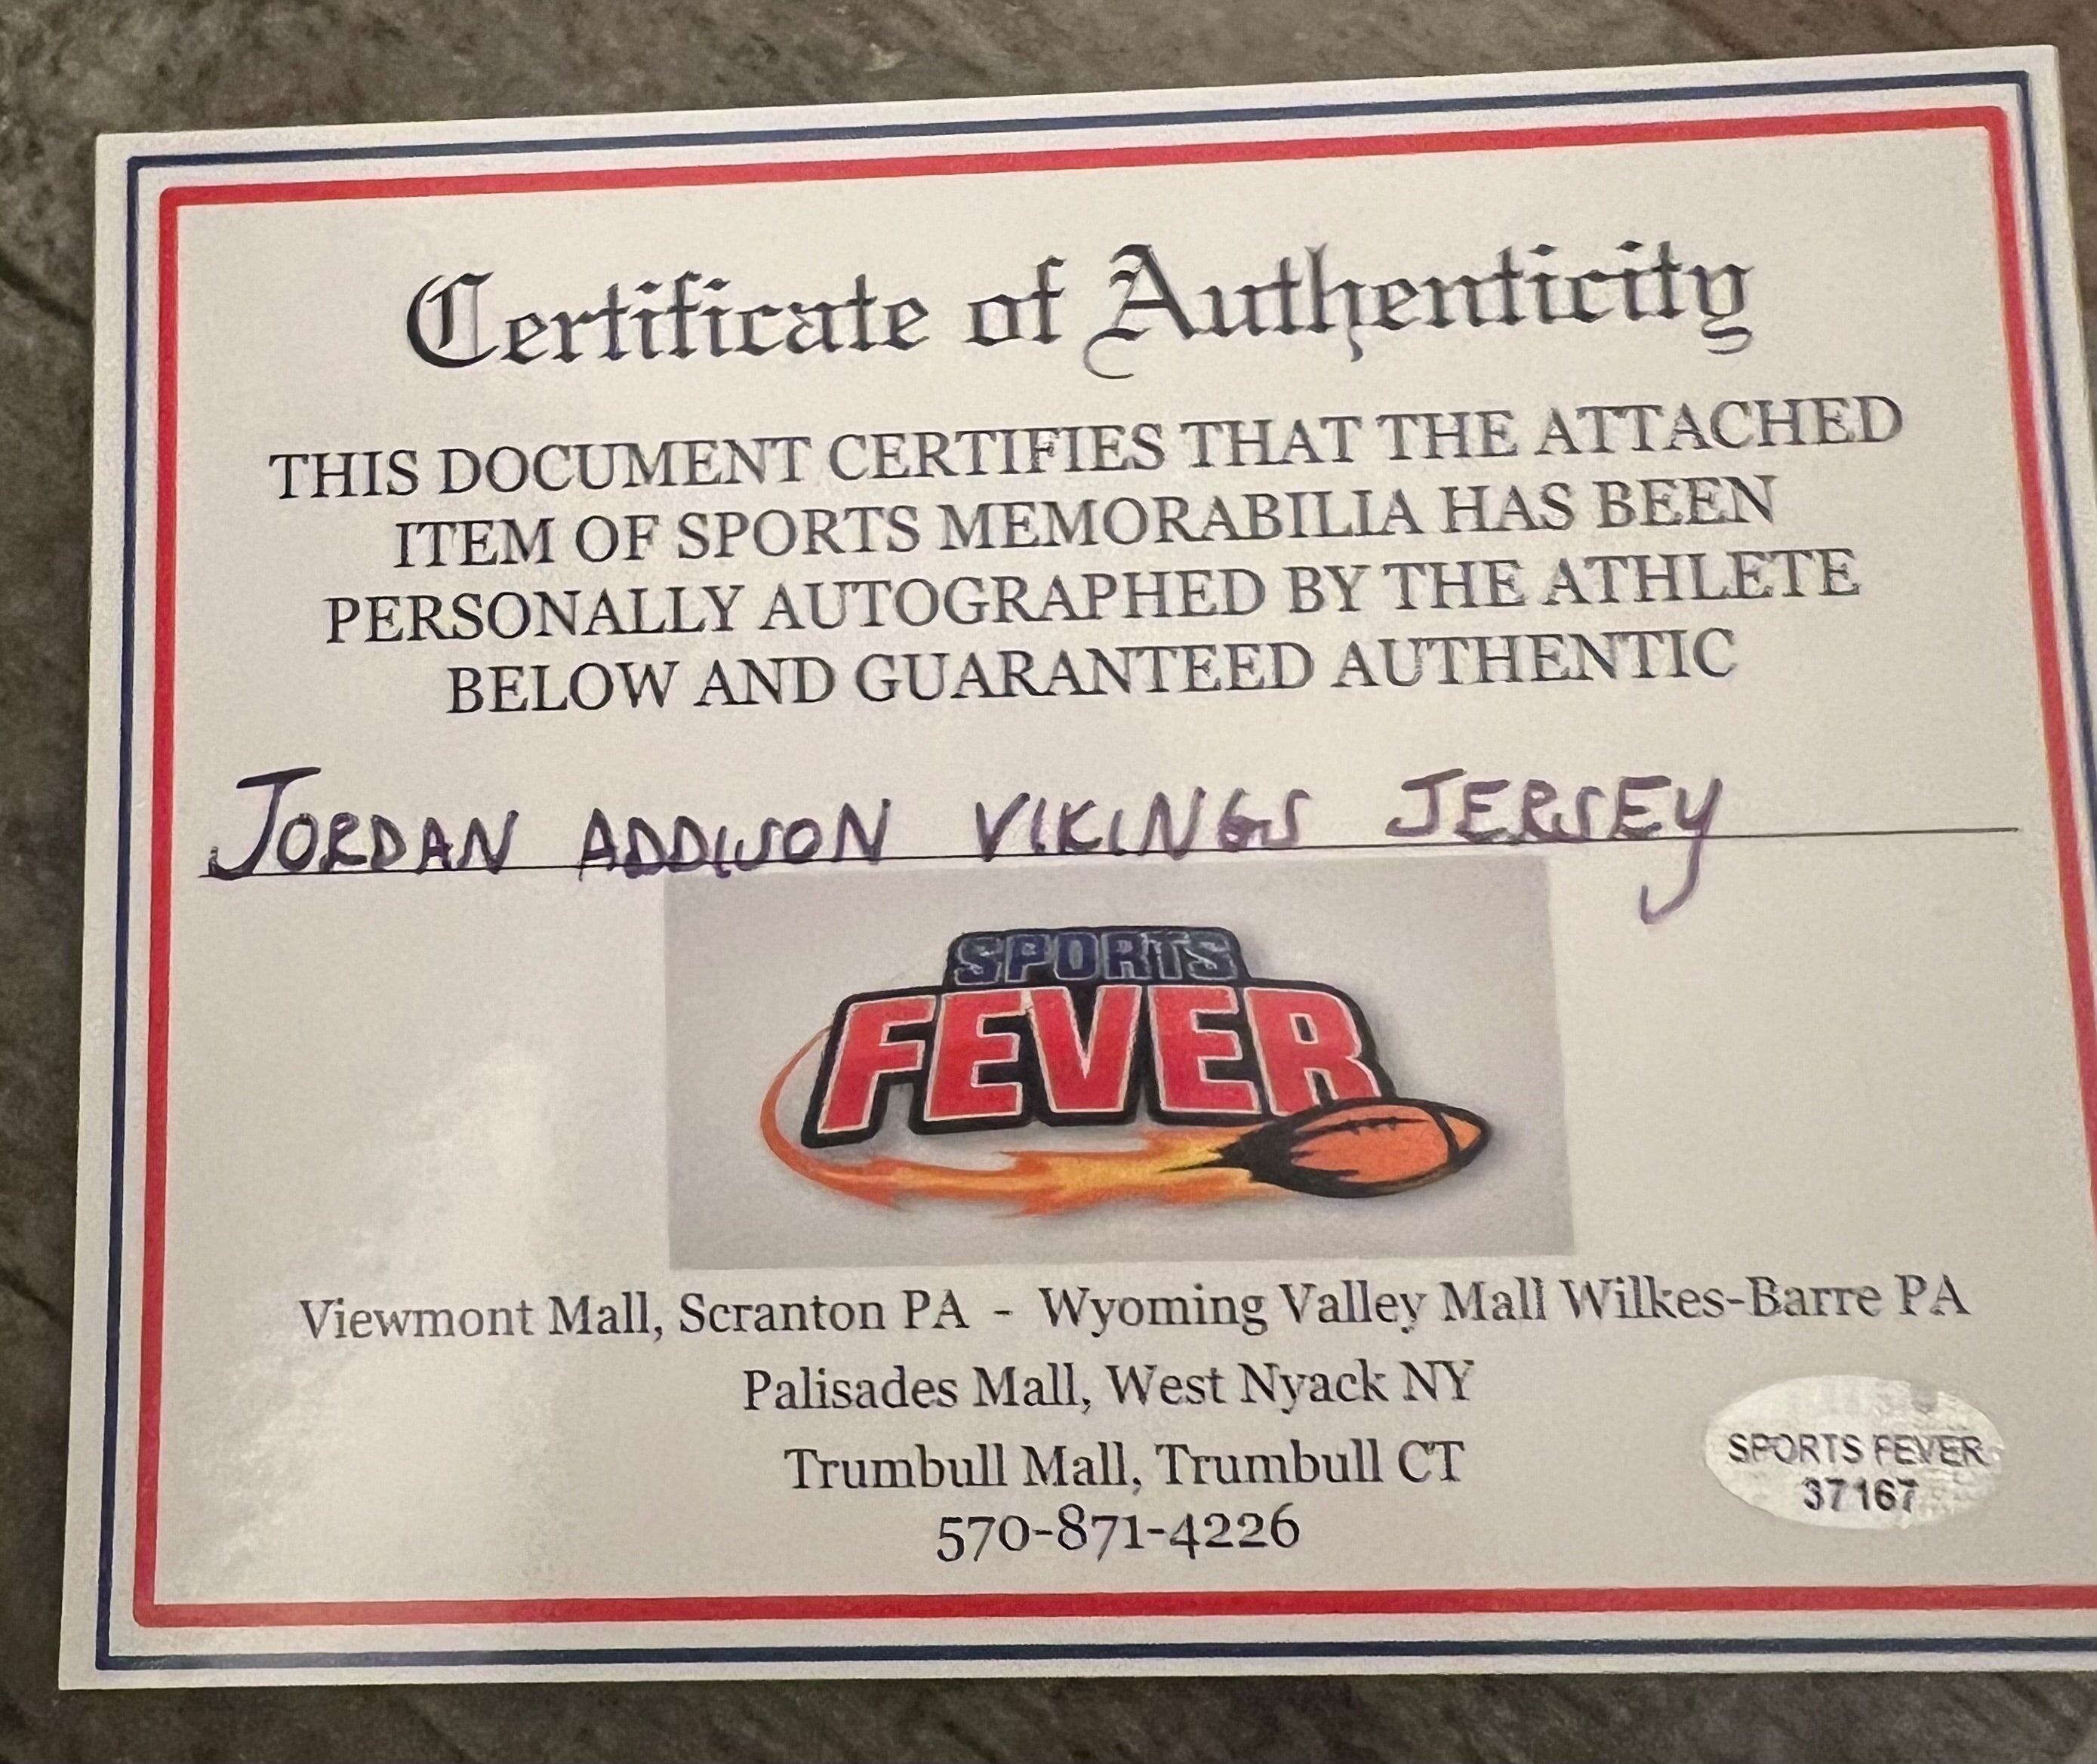 Certificate of Authenticity
THIS DOCUMENT CERTIFIES THAT THE ATTACHED
ITEM OF SPORTS MEMORABILIA HAS BEEN
PERSONALLY AUTOGRAPHED BY THE ATHLETE
BELOW AND GUARANTEED AUTHENTIC
JORDAN ADDISON VIKINGS JERSEY
SPORTS
FEVER
Viewmont Mall, Scranton PA - Wyoming Valley Mall Wilkes-Barre PA
Palisades Mall, West Nyack NY
Trumbull Mall, Trumbull CT
570-871-4226
SPORTS FEVER
37167